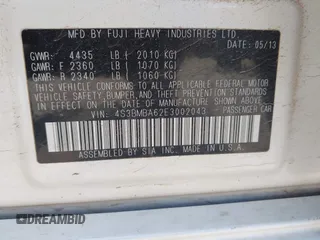 MFD BY FUJI HEAVY INDUSTRIES LTD.
DATE: 05/13
GVWR: 4435 LB ( 2010 KG)
GAWR: F 2360 LB ( 1070 KG)
GAWR: R 2340 LB ( 1060 KG)
THIS VEHICLE CONFORMS TO ALL APPLICABLE FEDERAL MOTOR
VEHICLE SAFETY, BUMPER, AND THEFT PREVENTION STANDARDS
IN EFFECT ON THE DATE OF MANUFACTURE SHOWN ABOVE.
VIN: 4S3BMBA62E3002043 PASSENGER CAR
ASSEMBLED BY SIA INC. MADE IN U.S.A.
DREAMBID